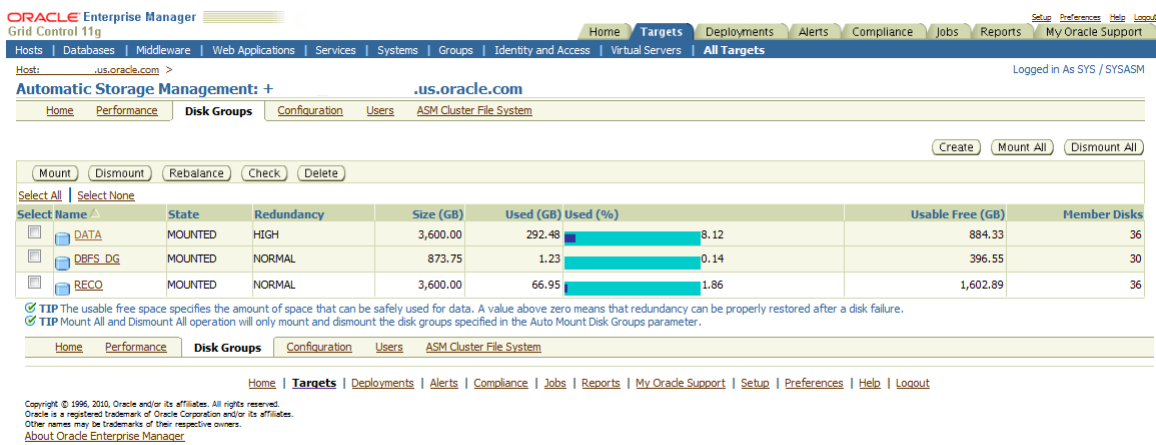 ORACLE Enterprise Manager
Grid Control 11g
Setup Preferences Help Logout
Home Targets Deployments Alerts Compliance Jobs Reports My Oracle Support
Hosts | Databases | Middleware | Web Applications | Services | Systems | Groups | Identity and Access | Virtual Servers | All Targets
Host: .us.oracle.com >
Logged in As SYS / SYSASM
Automatic Storage Management: + .us.oracle.com
Home Performance Disk Groups Configuration Users ASM Cluster File System
Create Mount All Dismount All
Mount Dismount Rebalance Check Delete
Select All | Select None
Select Name State Redundancy Size (GB) Used (GB) Used (%) Usable Free (GB) Member Disks
DATA MOUNTED HIGH 3,600.00 292.48 8.12 884.33 36
DBFS_DG MOUNTED NORMAL 873.75 1.23 0.14 396.55 30
RECO MOUNTED NORMAL 3,600.00 66.95 1.86 1,602.89 36
TIP The usable free space specifies the amount of space that can be safely used for data. A value above zero means that redundancy can be properly restored after a disk failure.
TIP Mount All and Dismount All operation will only mount and dismount the disk groups specified in the Auto Mount Disk Groups parameter.
Home Performance Disk Groups Configuration Users ASM Cluster File System
Home | Targets | Deployments | Alerts | Compliance | Jobs | Reports | My Oracle Support | Setup | Preferences | Help | Logout
Copyright © 1996, 2010, Oracle and/or its affiliates. All rights reserved.
Oracle is a registered trademark of Oracle Corporation and/or its affiliates.
Other names may be trademarks of their respective owners.
About Oracle Enterprise Manager